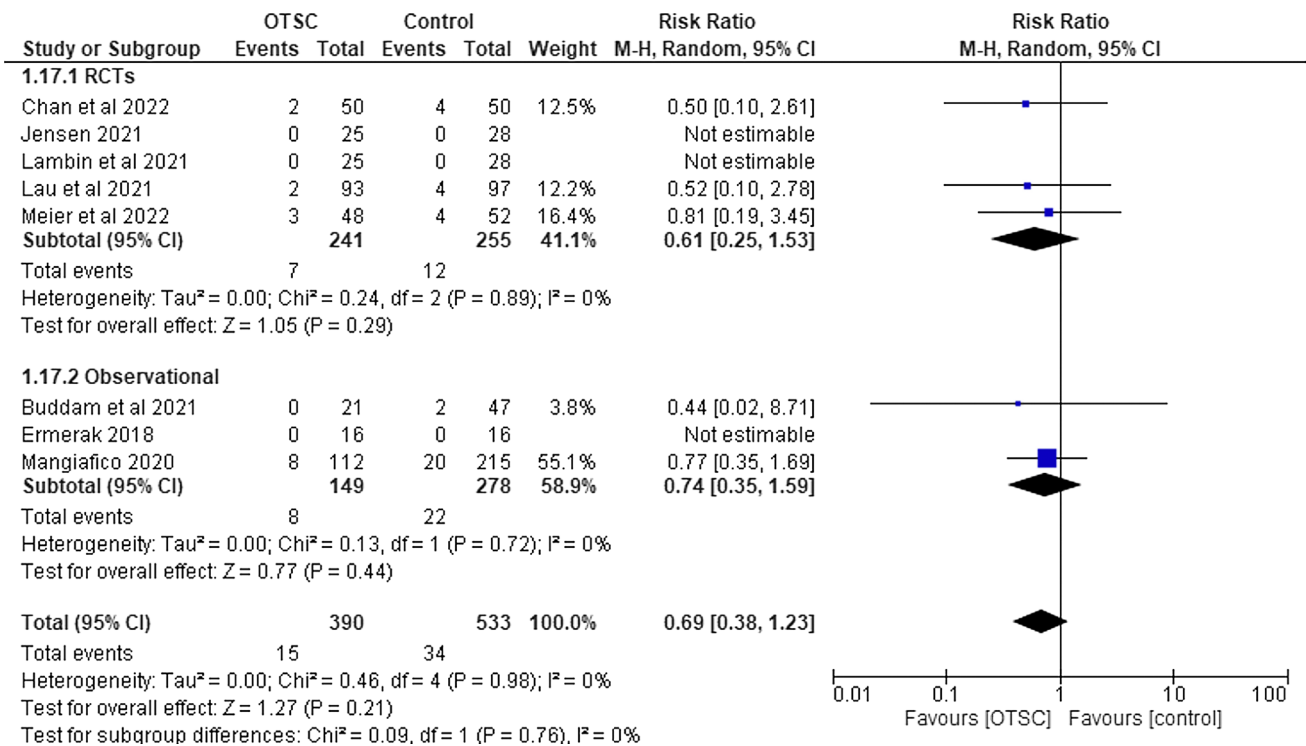 OTSC Control Risk Ratio Risk Ratio
Study or Subgroup Events Total Events Total Weight M-H, Random, 95% CI M-H, Random, 95% CI
1.17.1 RCTs
Chan et al 2022 2 50 4 50 12.5% 0.50 [0.10, 2.61]
Jensen 2021 0 25 0 28 Not estimable
Lambin et al 2021 0 25 0 28 Not estimable
Lau et al 2021 2 93 4 97 12.2% 0.52 [0.10, 2.78]
Meier et al 2022 3 48 4 52 16.4% 0.81 [0.19, 3.45]
Subtotal (95% CI) 241 255 41.1% 0.61 [0.25, 1.53]
Total events 7 12
Heterogeneity: Tau² = 0.00; Chi² = 0.24, df = 2 (P = 0.89); I² = 0%
Test for overall effect: Z = 1.05 (P = 0.29)
1.17.2 Observational
Buddam et al 2021 0 21 2 47 3.8% 0.44 [0.02, 8.71]
Ermerak 2018 0 16 0 16 Not estimable
Mangiafico 2020 8 112 20 215 55.1% 0.77 [0.35, 1.69]
Subtotal (95% CI) 149 278 58.9% 0.74 [0.35, 1.59]
Total events 8 22
Heterogeneity: Tau² = 0.00; Chi² = 0.13, df = 1 (P = 0.72); I² = 0%
Test for overall effect: Z = 0.77 (P = 0.44)
Total (95% CI) 390 533 100.0% 0.69 [0.38, 1.23]
Total events 15 34
Heterogeneity: Tau² = 0.00; Chi² = 0.46, df = 4 (P = 0.98); I² = 0%
Test for overall effect: Z = 1.27 (P = 0.21)
Test for subgroup differences: Chi² = 0.09, df = 1 (P = 0.76), I² = 0%
0.01 0.1 1 10 100
Favours [OTSC] Favours [control]